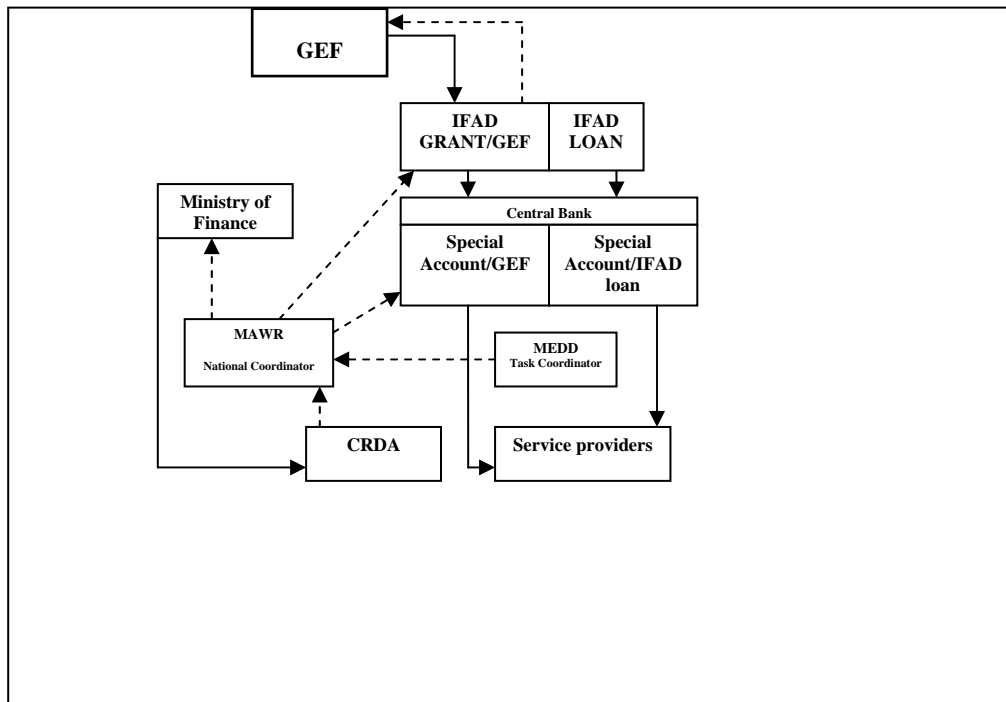 GEF
IFAD
GRANT/GEF
IFAD
LOAN
Ministry of
Finance
Central Bank
Special
Account/GEF
Special
Account/IFAD
loan
MAWR
National Coordinator
MEDD
Task Coordinator
CRDA
Service providers